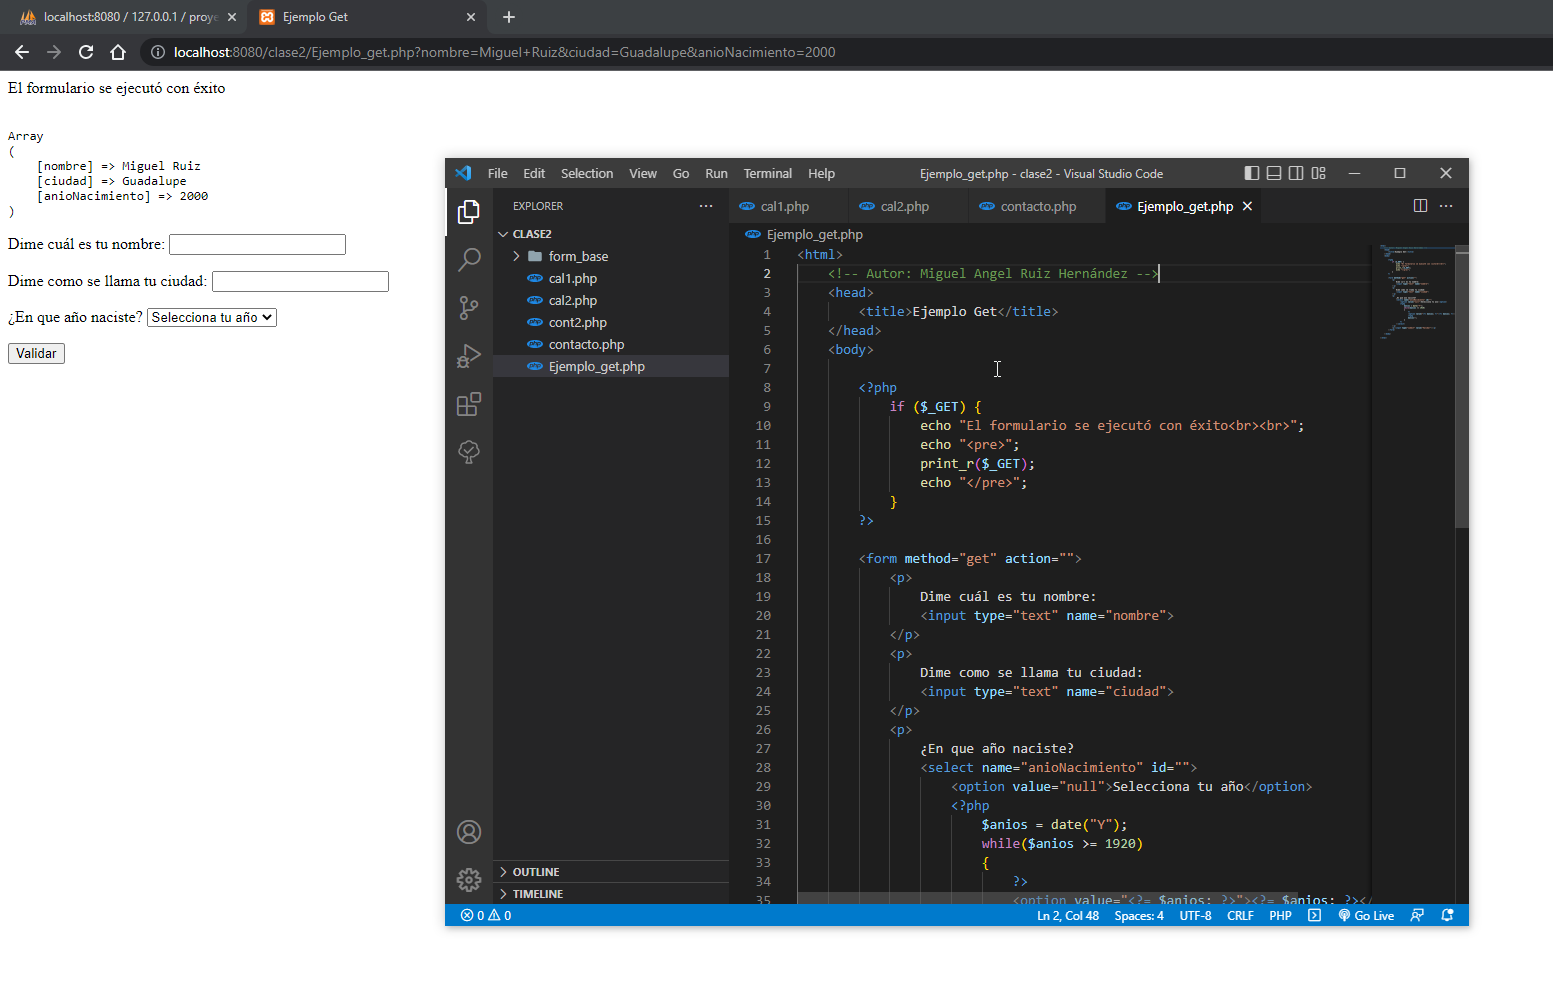 localhost:8080 / 127.0.0.1 / proye
Ejemplo Get
localhost:8080/clase2/Ejemplo_get.php?nombre=Miguel+Ruiz&ciudad=Guadalupe&anioNacimiento=2000
El formulario se ejecutó con éxito
Array
(
[nombre] => Miguel Ruiz
[ciudad] => Guadalupe
[anioNacimiento] => 2000
)
Dime cuál es tu nombre:
Dime como se llama tu ciudad:
¿En que año naciste? Selecciona tu año
Validar
File Edit Selection View Go Run Terminal Help
Ejemplo_get.php - clase2 - Visual Studio Code
EXPLORER
CLASE2
form_base
cal1.php
cal2.php
cont2.php
contacto.php
Ejemplo_get.php
OUTLINE
TIMELINE
cal1.php cal2.php contacto.php Ejemplo_get.php
Ejemplo_get.php
1 <html>
2 <!-- Autor: Miguel Angel Ruiz Hernández -->
3 <head>
4 <title>Ejemplo Get</title>
5 </head>
6 <body>
7
8 <?php
9 if ($_GET) {
10 echo "El formulario se ejecutó con éxito<br><br>";
11 echo "<pre>";
12 print_r($_GET);
13 echo "</pre>";
14 }
15 ?>
16
17 <form method="get" action="">
18 <p>
19 Dime cuál es tu nombre:
20 <input type="text" name="nombre">
21 </p>
22 <p>
23 Dime como se llama tu ciudad:
24 <input type="text" name="ciudad">
25 </p>
26 <p>
27 ¿En que año naciste?
28 <select name="anioNacimiento" id="">
29 <option value="null">Selecciona tu año</option>
30 <?php
31 $anios = date("Y");
32 while($anios >= 1920)
33 {
34 ?>
35 <option value="<?= $anios; ?>"><?= $anios; ?></
0 0
Ln 2, Col 48 Spaces: 4 UTF-8 CRLF PHP Go Live